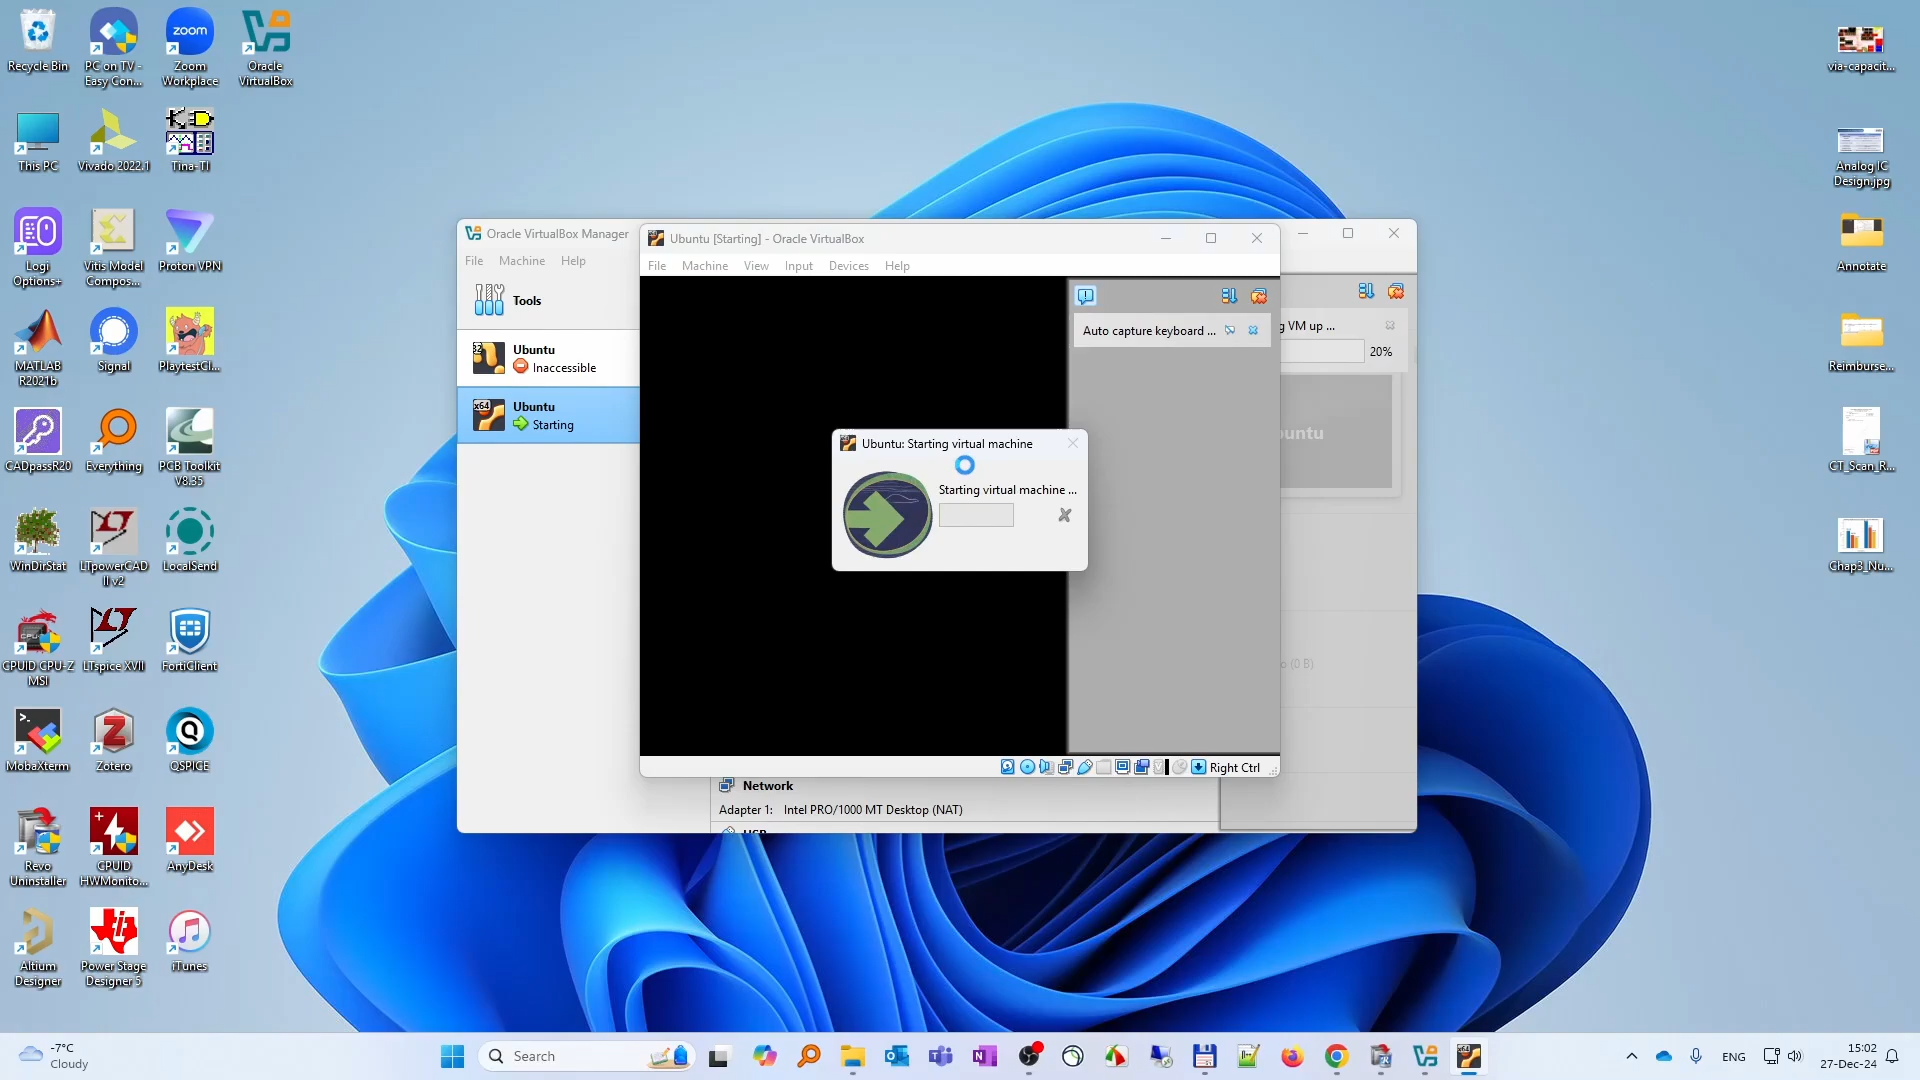 Recycle Bin
PC on TV -
Easy Con...
zoom
Zoom
Workplace
Oracle
VirtualBox
This PC
Vivado 2022.1
Tina-TI
Logi
Options+
Vitis Model
Compos...
Proton VPN
MATLAB
R2021b
Signal
PlaytestCl...
CADpassR20
Everything
PCB Toolkit
V8.35
WinDirStat
LTpowerCAD
II v2
LocalSend
CPUID CPU-Z
MSI
LTspice XVII
FortiClient
MobaXterm
Zotero
QSPICE
Revo
Uninstaller
CPUID
HWMonito...
AnyDesk
Altium
Designer
Power Stage
Designer 5
iTunes
via-capacit...
Analog IC
Design.jpg
Annotate
Reimburse...
CT_Scan_R...
Chap3_Nu...
Oracle VirtualBox Manager
File Machine Help
Tools
32
Ubuntu
Inaccessible
x64
Ubuntu
Starting
Ubuntu [Starting] - Oracle VirtualBox
File Machine View Input Devices Help
Auto capture keyboard ...
g VM up ...
20%
buntu
Ubuntu: Starting virtual machine
Starting virtual machine ...
o (0 B)
Right Ctrl
Network
Adapter 1: Intel PRO/1000 MT Desktop (NAT)
USB
-7°C
Cloudy
Search
ENG
15:02
27-Dec-24